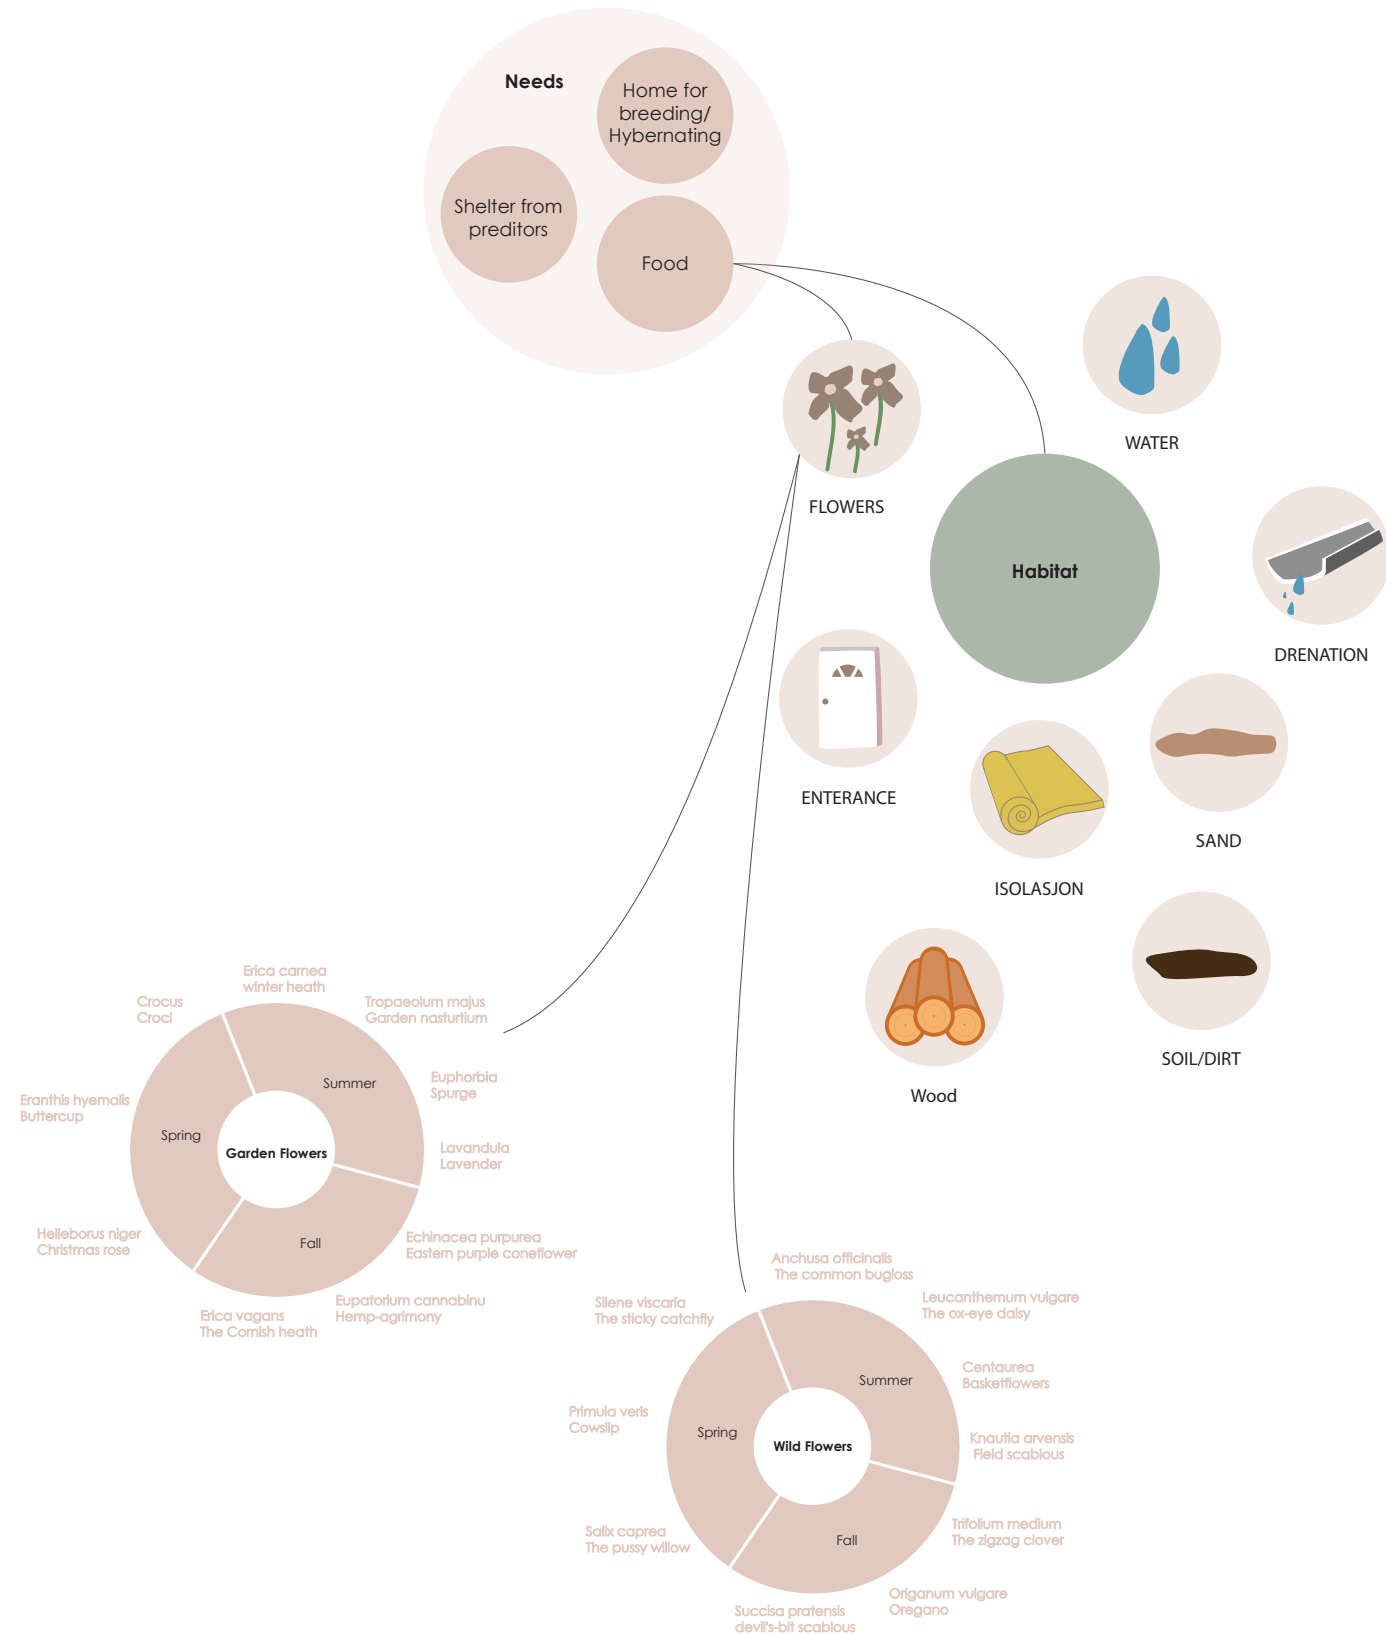 Needs
Home for
breeding/
Hybernating
Shelter from
preditors
Food
WATER
FLOWERS
Habitat
DRENATION
ENTERANCE
SAND
ISOLASJON
SOIL/DIRT
Wood
Erica carnea
winter heath
Crocus
Croci
Tropaeolum majus
Garden nasturtium
Summer
Euphorbia
Spurge
Eranthis hyemalis
Buttercup
Spring
Garden Flowers
Lavandula
Lavender
Helleborus niger
Christmas rose
Fall
Echinacea purpurea
Eastern purple coneflower
Erica vagans
The Cornish heath
Eupatorium cannabinu
Hemp-agrimony
Anchusa officinalis
The common bugloss
Silene viscaria
The sticky catchfly
Leucanthemum vulgare
The ox-eye daisy
Summer
Centaurea
Basketflowers
Primula veris
Cowslip
Spring
Wild Flowers
Knautia arvensis
Field scabious
Salix caprea
The pussy willow
Fall
Trifolium medium
The zigzag clover
Origanum vulgare
Oregano
Succisa pratensis
devil's-bit scabious